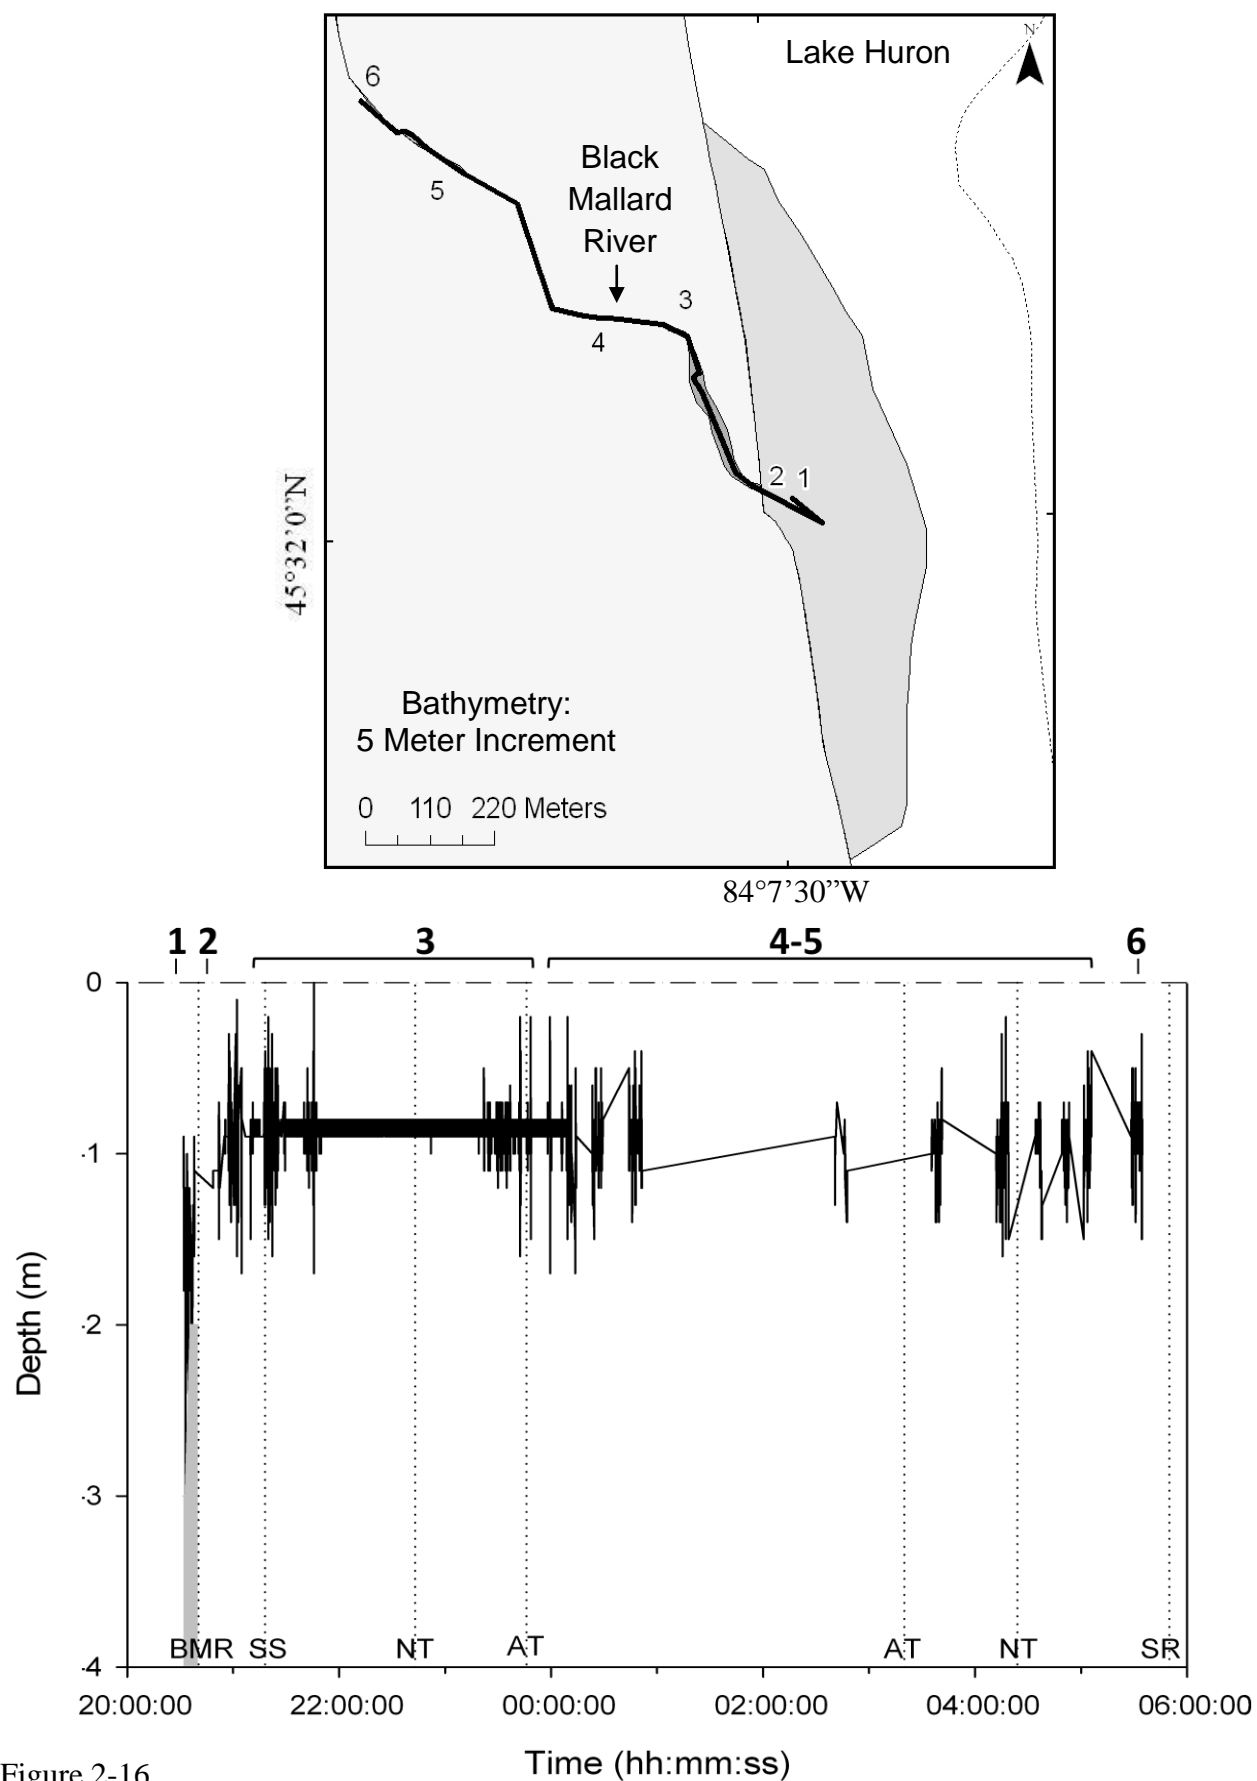 Lake Huron
N
6
Black
Mallard
River
5
3
4
2 1
45°32'0"N
Bathymetry:
5 Meter Increment
0 110 220 Meters
84°7'30"W
1 2 3 4-5 6
0
-1
-2
-3
-4
Depth (m)
BMR SS NT AT AT NT SR
20:00:00 22:00:00 00:00:00 02:00:00 04:00:00 06:00:00
Time (hh:mm:ss)
Figure 2-16